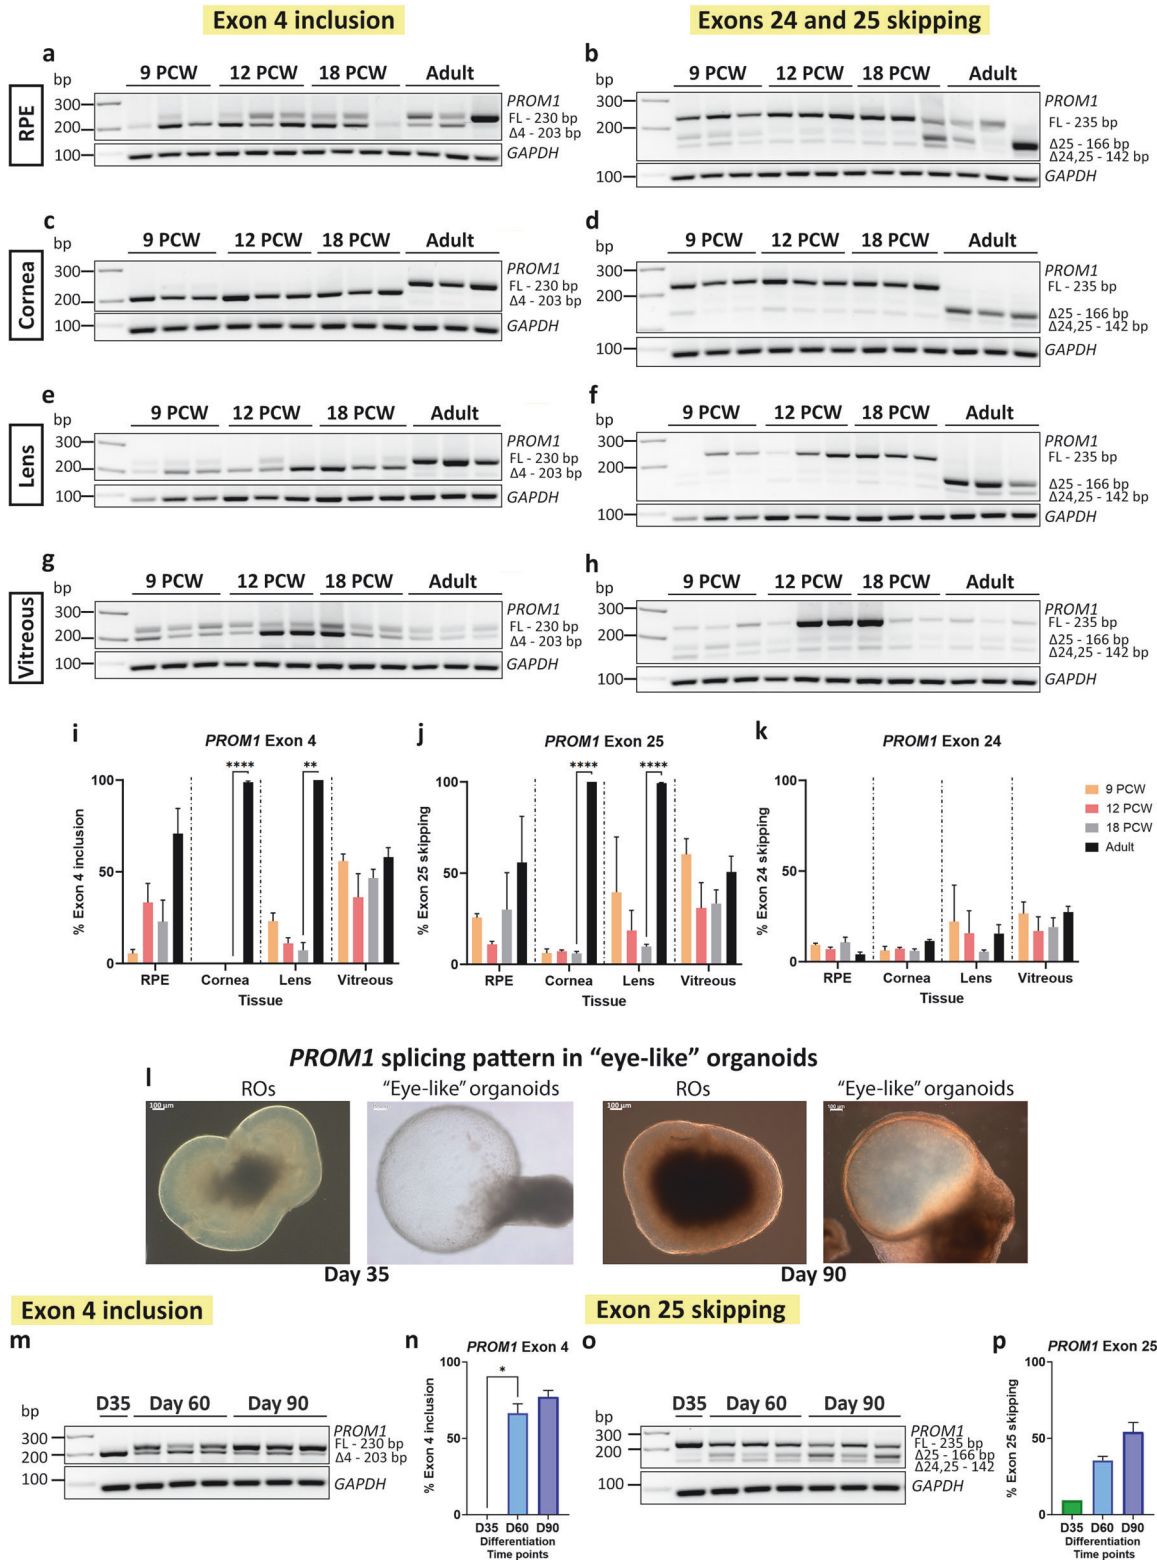 Exon 4 inclusion
Exons 24 and 25 skipping
RPE
a
bp
9 PCW 12 PCW 18 PCW Adult
300
200
100
PROM1
FL - 230 bp
Δ4 - 203 bp
GAPDH
b
bp
9 PCW 12 PCW 18 PCW Adult
300
200
100
PROM1
FL - 235 bp
Δ25 - 166 bp
Δ24,25 - 142 bp
GAPDH
Cornea
c
bp
9 PCW 12 PCW 18 PCW Adult
300
200
100
PROM1
FL - 230 bp
Δ4 - 203 bp
GAPDH
d
bp
9 PCW 12 PCW 18 PCW Adult
300
200
100
PROM1
FL - 235 bp
Δ25 - 166 bp
Δ24,25 - 142 bp
GAPDH
Lens
e
bp
9 PCW 12 PCW 18 PCW Adult
300
200
100
PROM1
FL - 230 bp
Δ4 - 203 bp
GAPDH
f
bp
9 PCW 12 PCW 18 PCW Adult
300
200
100
PROM1
FL - 235 bp
Δ25 - 166 bp
Δ24,25 - 142 bp
GAPDH
Vitreous
g
bp
9 PCW 12 PCW 18 PCW Adult
300
200
100
PROM1
FL - 230 bp
Δ4 - 203 bp
GAPDH
h
bp
9 PCW 12 PCW 18 PCW Adult
300
200
100
PROM1
FL - 235 bp
Δ25 - 166 bp
Δ24,25 - 142 bp
GAPDH
i
PROM1 Exon 4
% Exon 4 inclusion
100
50
0
**** **
RPE Cornea Lens Vitreous
Tissue
j
PROM1 Exon 25
% Exon 25 skipping
100
50
0
**** ****
RPE Cornea Lens Vitreous
Tissue
k
PROM1 Exon 24
% Exon 24 skipping
100
50
0
RPE Cornea Lens Vitreous
Tissue
9 PCW
12 PCW
18 PCW
Adult
PROM1 splicing pattern in “eye-like” organoids
l
ROs
“Eye-like” organoids
ROs
“Eye-like” organoids
100 μm
100 μm
Day 35
Day 90
Exon 4 inclusion
Exon 25 skipping
m
bp
D35 Day 60 Day 90
300
200
100
PROM1
FL - 230 bp
Δ4 - 203 bp
GAPDH
n
PROM1 Exon 4
% Exon 4 inclusion
100
50
0
*
D35 D60 D90
Differentiation
Time points
o
bp
D35 Day 60 Day 90
300
200
100
PROM1
FL - 235 bp
Δ25 - 166 bp
Δ24,25 - 142
GAPDH
p
PROM1 Exon 25
% Exon 25 skipping
100
50
0
D35 D60 D90
Differentiation
Time points